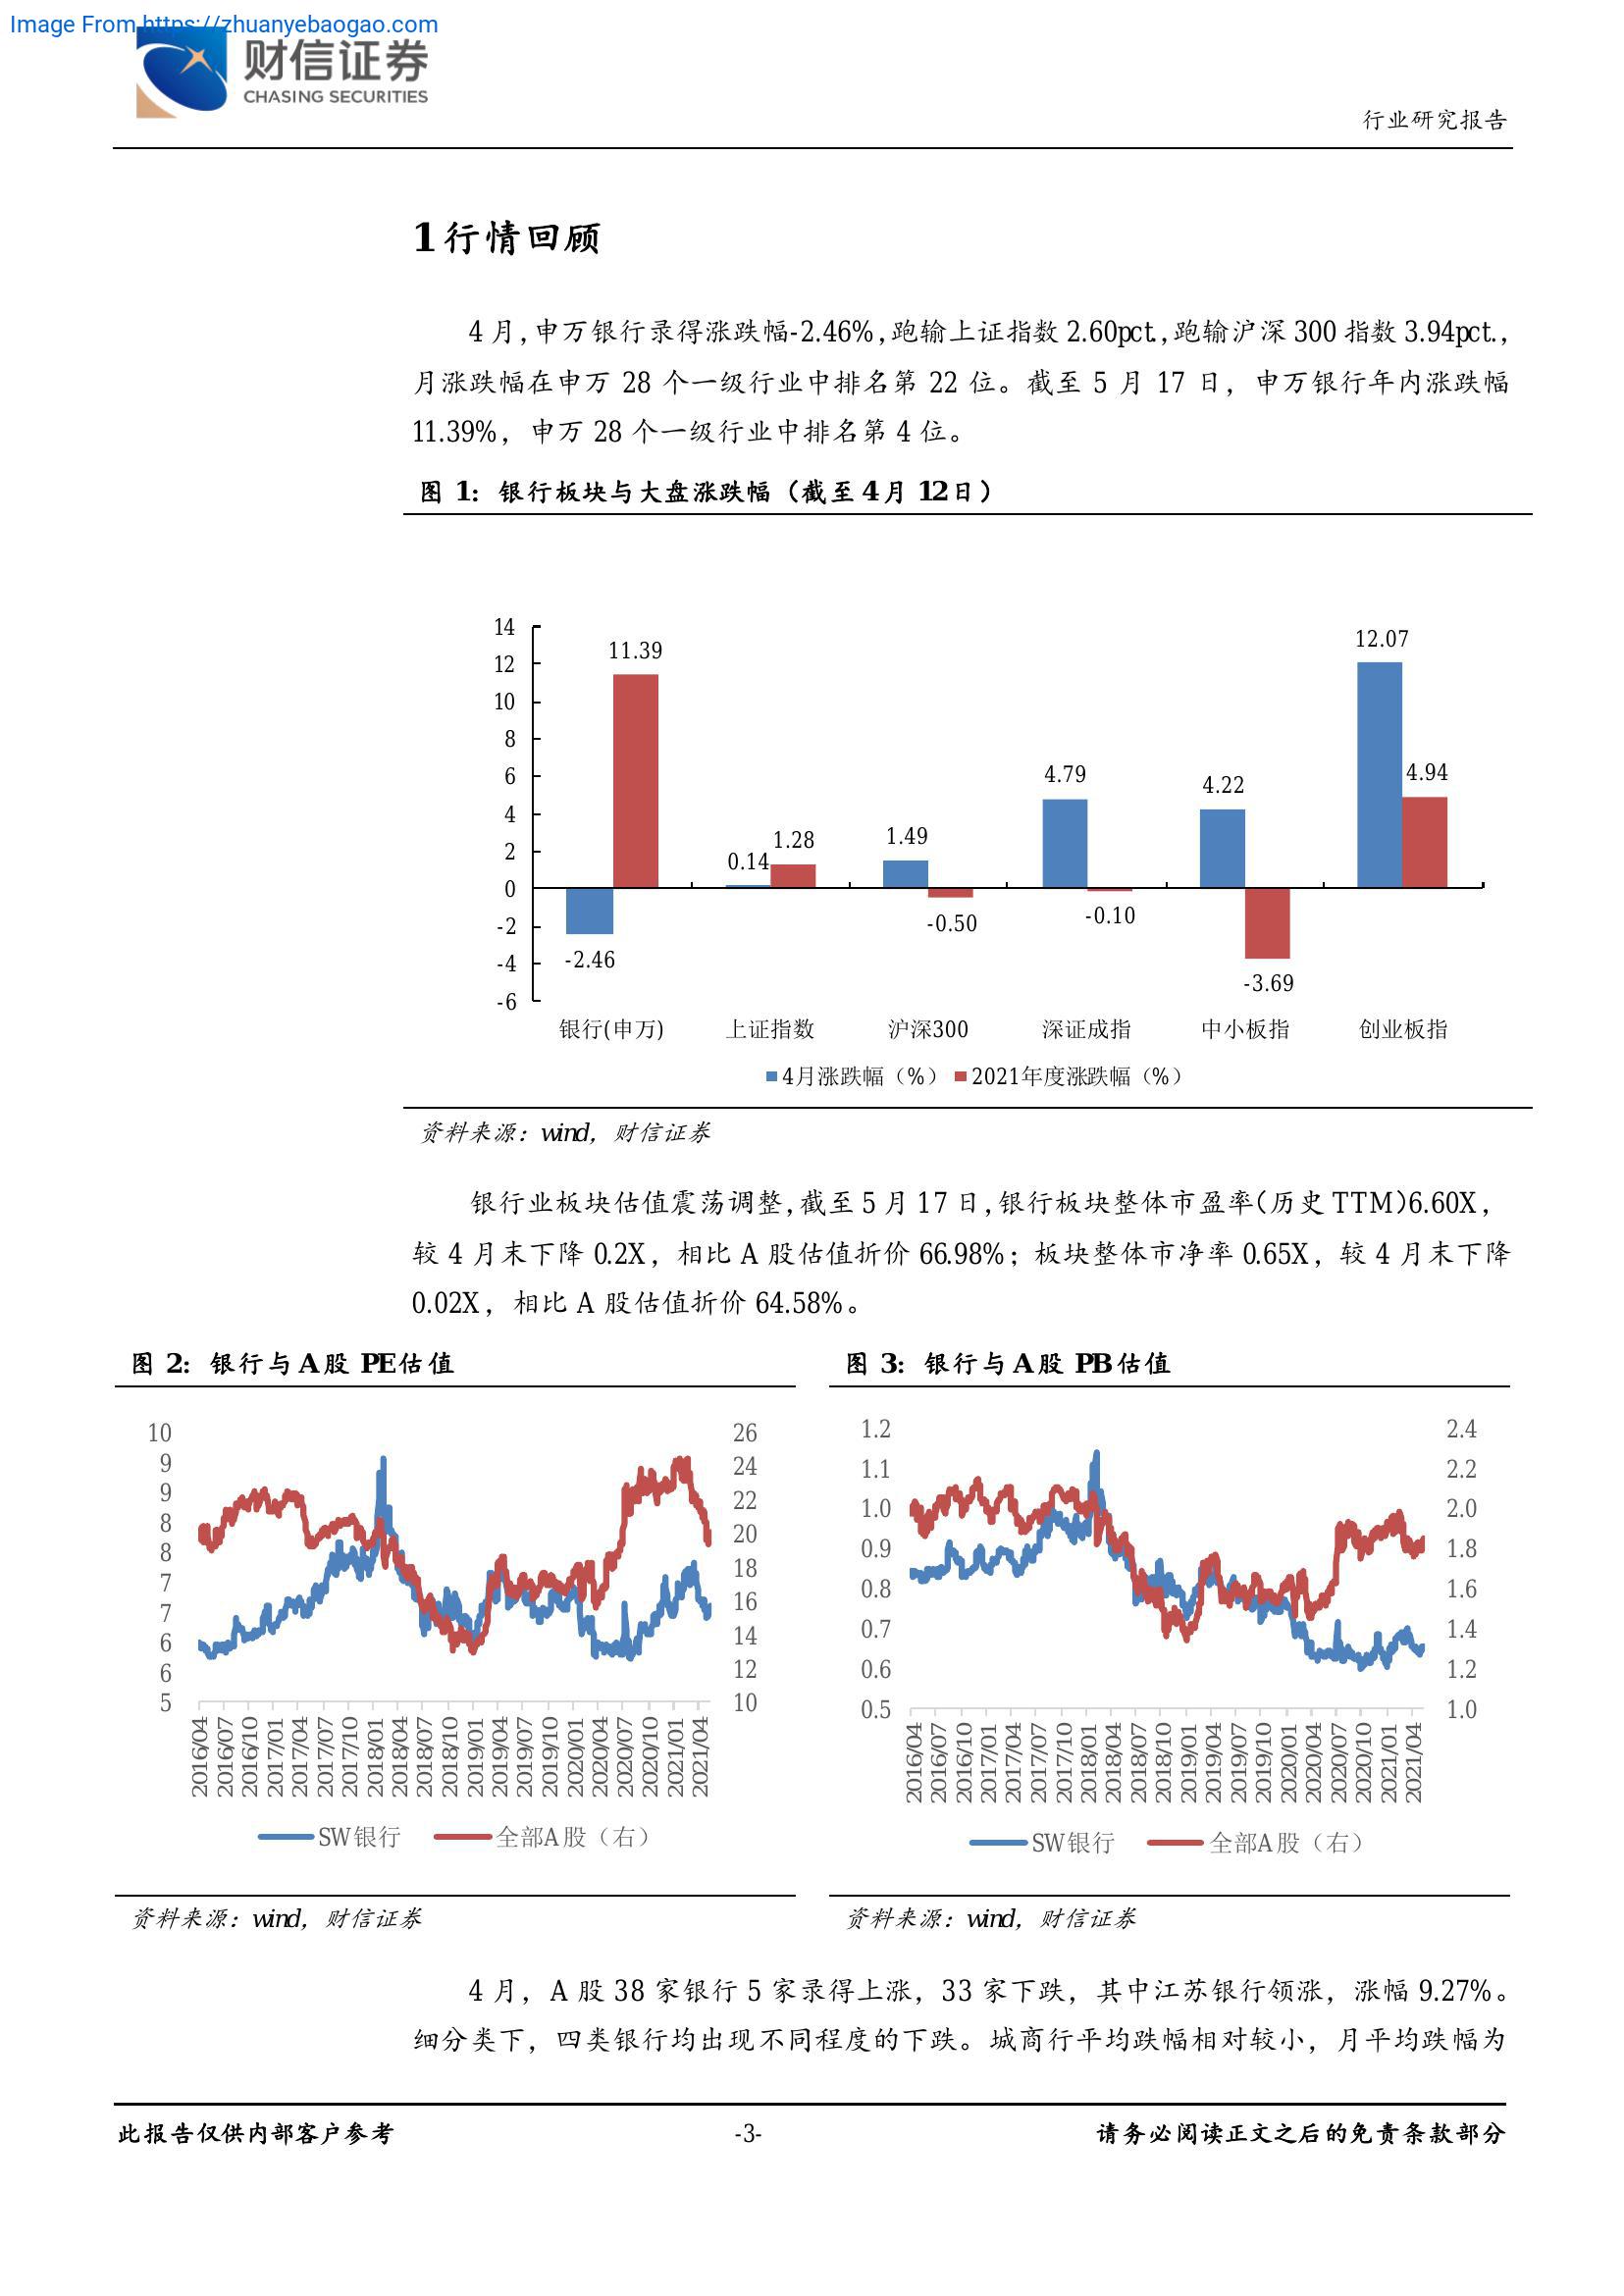 Image From https://zhuanyebaogao.com
财信证券
CHASING SECURITIES
行业研究报告
1 行情回顾
4 月，申万银行录得涨跌幅-2.46%，跑输上证指数 2.60pct.，跑输沪深 300 指数 3.94pct.，
月涨跌幅在申万 28 个一级行业中排名第 22 位。截至 5 月 17 日，申万银行年内涨跌幅
11.39%，申万 28 个一级行业中排名第 4 位。
图 1：银行板块与大盘涨跌幅（截至 4 月 12 日）
14
12
10
8
6
4
2
0
-2
-4
-6
11.39
-2.46
0.14
1.28
1.49
-0.50
4.79
-0.10
4.22
-3.69
12.07
4.94
银行(申万) 上证指数 沪深300 深证成指 中小板指 创业板指
4月涨跌幅（%） 2021年度涨跌幅（%）
资料来源：wind，财信证券
银行业板块估值震荡调整，截至 5 月 17 日，银行板块整体市盈率（历史 TTM）6.60X，
较 4 月末下降 0.2X，相比 A 股估值折价 66.98%；板块整体市净率 0.65X，较 4 月末下降
0.02X，相比 A 股估值折价 64.58%。
图 2：银行与 A 股 PE 估值
10
9
9
8
8
7
7
6
6
5
26
24
22
20
18
16
14
12
10
2016/04 2016/07 2016/10 2017/01 2017/04 2017/07 2017/10 2018/01 2018/04 2018/07 2018/10 2019/01 2019/04 2019/07 2019/10 2020/01 2020/04 2020/07 2020/10 2021/01 2021/04
SW银行 全部A股（右）
资料来源：wind，财信证券
图 3：银行与 A 股 PB 估值
1.2
1.1
1.0
0.9
0.8
0.7
0.6
0.5
2.4
2.2
2.0
1.8
1.6
1.4
1.2
1.0
2016/04 2016/07 2016/10 2017/01 2017/04 2017/07 2017/10 2018/01 2018/04 2018/07 2018/10 2019/01 2019/04 2019/07 2019/10 2020/01 2020/04 2020/07 2020/10 2021/01 2021/04
SW银行 全部A股（右）
资料来源：wind，财信证券
4 月，A 股 38 家银行 5 家录得上涨，33 家下跌，其中江苏银行领涨，涨幅 9.27%。
细分类下，四类银行均出现不同程度的下跌。城商行平均跌幅相对较小，月平均跌幅为
此报告仅供内部客户参考
-3-
请务必阅读正文之后的免责条款部分